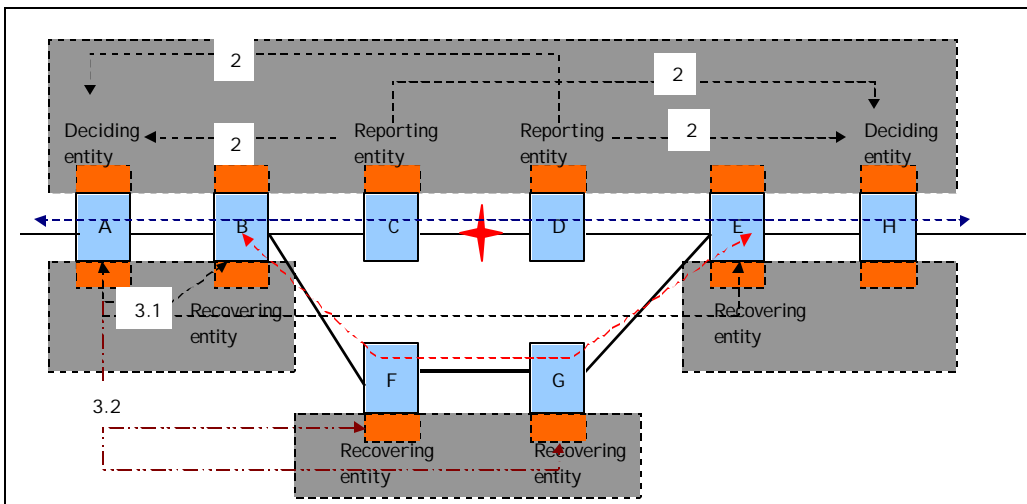 2
2
Deciding
entity
2
Reporting
entity
Reporting
entity
2
Deciding
entity
A
B
C
D
E
H
3.1
Recovering
entity
Recovering
entity
F
G
3.2
Recovering
entity
Recovering
entity